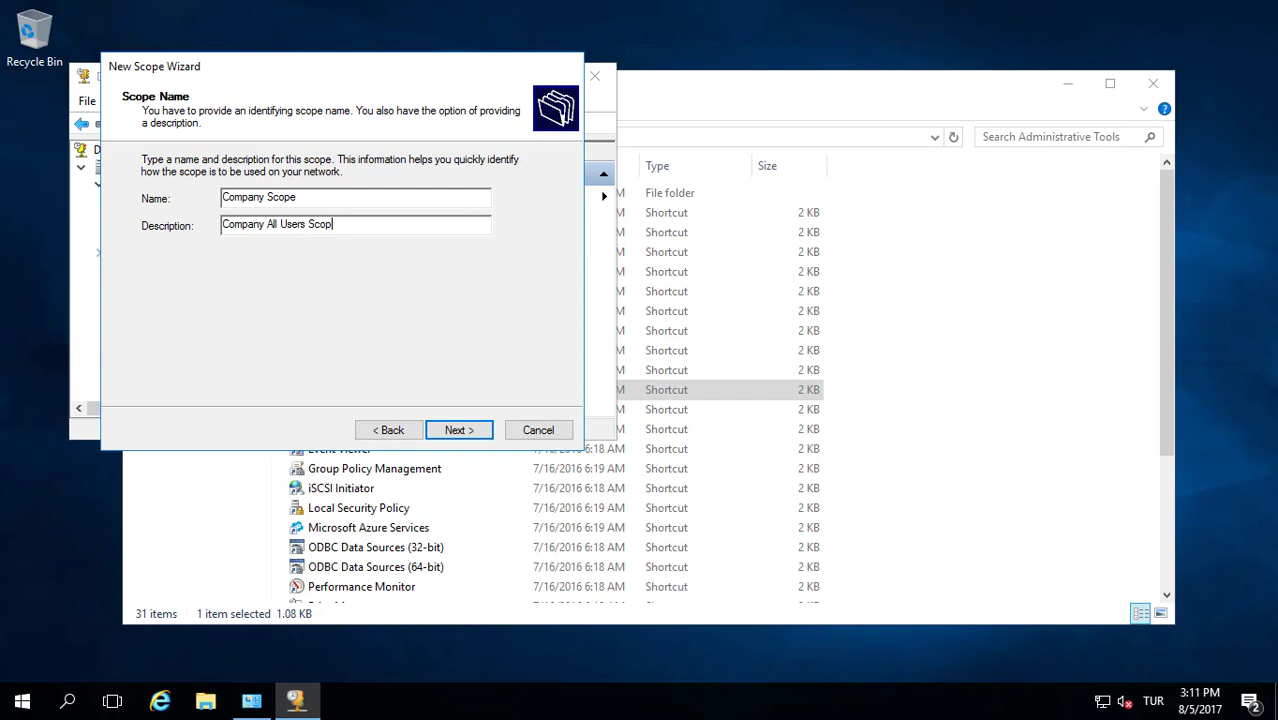 Recycle Bin
New Scope Wizard
Scope Name
You have to provide an identifying scope name. You also have the option of providing
a description.
Type a name and description for this scope. This information helps you quickly identify
how the scope is to be used on your network.
Name:
Company Scope
Description:
Company All Users Scop
< Back
Next >
Cancel
File
D
Search Administrative Tools
Type
Size
M File folder
M Shortcut 2 KB
M Shortcut 2 KB
M Shortcut 2 KB
M Shortcut 2 KB
M Shortcut 2 KB
M Shortcut 2 KB
M Shortcut 2 KB
M Shortcut 2 KB
M Shortcut 2 KB
M Shortcut 2 KB
M Shortcut 2 KB
M Shortcut 2 KB
Event Viewer 7/16/2016 6:18 AM Shortcut 2 KB
Group Policy Management 7/16/2016 6:19 AM Shortcut 2 KB
iSCSI Initiator 7/16/2016 6:18 AM Shortcut 2 KB
Local Security Policy 7/16/2016 6:19 AM Shortcut 2 KB
Microsoft Azure Services 7/16/2016 6:19 AM Shortcut 2 KB
ODBC Data Sources (32-bit) 7/16/2016 6:18 AM Shortcut 2 KB
ODBC Data Sources (64-bit) 7/16/2016 6:18 AM Shortcut 2 KB
Performance Monitor 7/16/2016 6:18 AM Shortcut 2 KB
31 items 1 item selected 1.08 KB
TUR
3:11 PM
8/5/2017
2